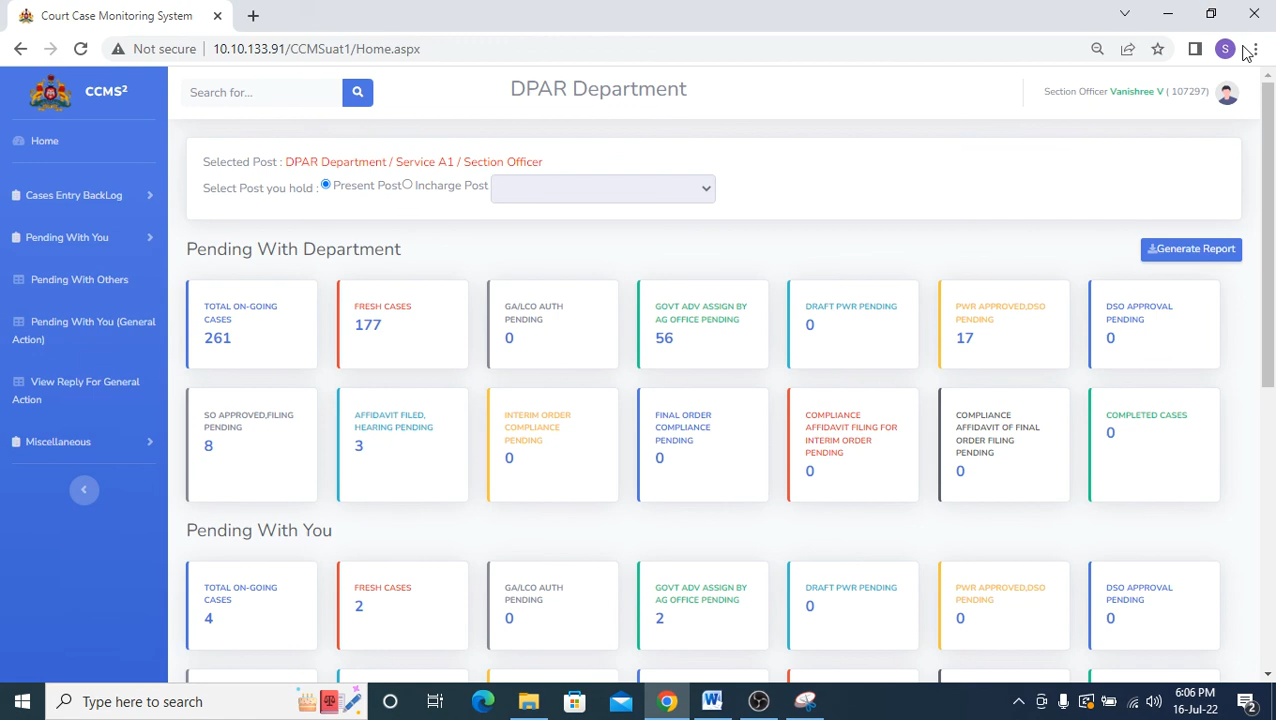 Court Case Monitoring System
Not secure
10.10.133.91/CCMSuat1/Home.aspx
S
CCMS²
Search for...
DPAR Department
Section Officer Vanishree V ( 107297)
Home
Cases Entry BackLog
Pending With You
Pending With Others
Pending With You (General
Action)
View Reply For General
Action
Miscellaneous
Selected Post : DPAR Department / Service A1 / Section Officer
Select Post you hold : Present Post Incharge Post
Pending With Department
Generate Report
TOTAL ON-GOING
CASES
261
FRESH CASES
177
GA/LCO AUTH
PENDING
0
GOVT ADV ASSIGN BY
AG OFFICE PENDING
56
DRAFT PWR PENDING
0
PWR APPROVED,DSO
PENDING
17
DSO APPROVAL
PENDING
0
SO APPROVED,FILING
PENDING
8
AFFIDAVIT FILED,
HEARING PENDING
3
INTERIM ORDER
COMPLIANCE
PENDING
0
FINAL ORDER
COMPLIANCE
PENDING
0
COMPLIANCE
AFFIDAVIT FILING FOR
INTERIM ORDER
PENDING
0
COMPLIANCE
AFFIDAVIT OF FINAL
ORDER FILING
PENDING
0
COMPLETED CASES
0
Pending With You
TOTAL ON-GOING
CASES
4
FRESH CASES
2
GA/LCO AUTH
PENDING
0
GOVT ADV ASSIGN BY
AG OFFICE PENDING
2
DRAFT PWR PENDING
0
PWR APPROVED,DSO
PENDING
0
DSO APPROVAL
PENDING
0
Type here to search
6:06 PM
16-Jul-22
2